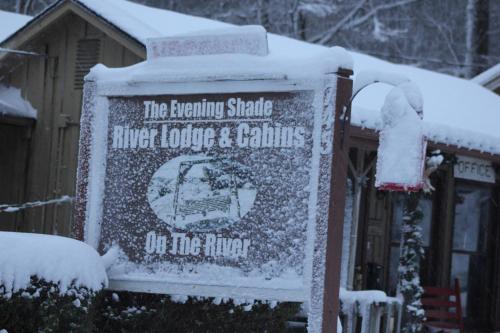 The Evening Shade
River Lodge & Cabins
On The River
OFFICE